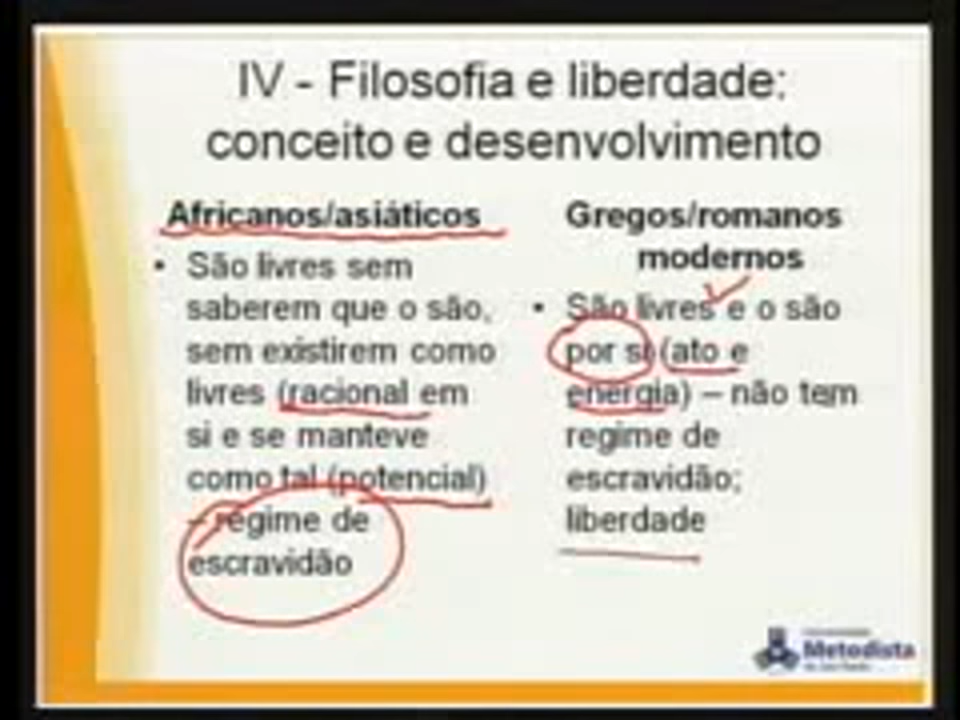 IV - Filosofia e liberdade:
conceito e desenvolvimento
Africanos/asiáticos
• São livres sem
saberem que o são,
sem existirem como
livres (racional em
si e se manteve
como tal (potencial)
– regime de
escravidão
Gregos/romanos
modernos
• São livres e o são
por si (ato e
energia) – não tem
regime de
escravidão;
liberdade
Metodista